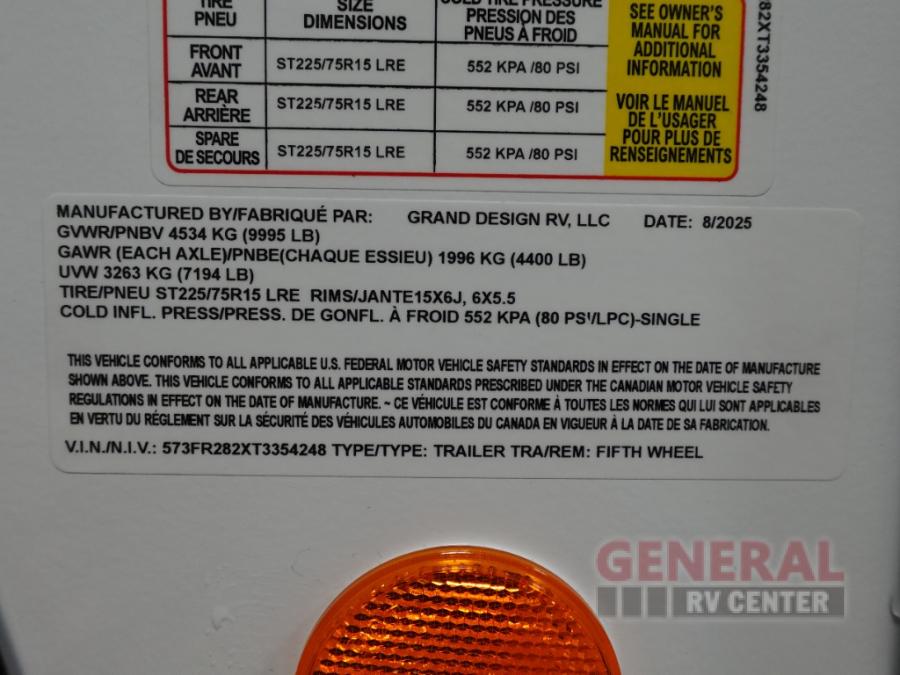 TIRE SIZE COLD TIRE PRESSURE
PNEU DIMENSIONS PRESSION DES
PNEUS À FROID
FRONT
AVANT ST225/75R15 LRE 552 KPA /80 PSI
REAR
ARRIÈRE ST225/75R15 LRE 552 KPA /80 PSI
SPARE
DE SECOURS ST225/75R15 LRE 552 KPA /80 PSI
SEE OWNER'S
MANUAL FOR
ADDITIONAL
INFORMATION
VOIR LE MANUEL
DE L'USAGER
POUR PLUS DE
RENSEIGNEMENTS
82XT3354248
MANUFACTURED BY/FABRIQUÉ PAR: GRAND DESIGN RV, LLC DATE: 8/2025
GVWR/PNBV 4534 KG (9995 LB)
GAWR (EACH AXLE)/PNBE(CHAQUE ESSIEU) 1996 KG (4400 LB)
UVW 3263 KG (7194 LB)
TIRE/PNEU ST225/75R15 LRE RIMS/JANTE15X6J, 6X5.5
COLD INFL. PRESS/PRESS. DE GONFL. À FROID 552 KPA (80 PSI/LPC)-SINGLE
THIS VEHICLE CONFORMS TO ALL APPLICABLE U.S. FEDERAL MOTOR VEHICLE SAFETY STANDARDS IN EFFECT ON THE DATE OF MANUFACTURE
SHOWN ABOVE. THIS VEHICLE CONFORMS TO ALL APPLICABLE STANDARDS PRESCRIBED UNDER THE CANADIAN MOTOR VEHICLE SAFETY
REGULATIONS IN EFFECT ON THE DATE OF MANUFACTURE. ~ CE VÉHICULE EST CONFORME À TOUTES LES NORMES QUI LUI SONT APPLICABLES
EN VERTU DU RÉGLEMENT SUR LA SÉCURITÉ DES VÉHICULES AUTOMOBILES DU CANADA EN VIGUEUR À LA DATE DE SA FABRICATION.
V.I.N./N.I.V.: 573FR282XT3354248 TYPE/TYPE: TRAILER TRA/REM: FIFTH WHEEL
GENERAL
RV CENTER